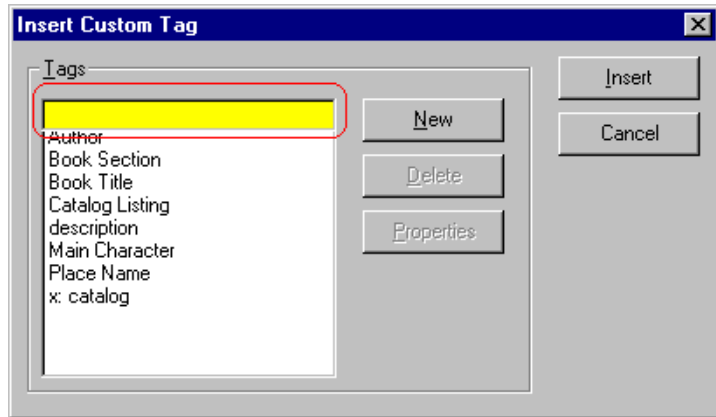 Insert Custom Tag
Tags
Insert
New
Cancel
Author
Book Section
Book Title
Delete
Catalog Listing
description
Properties
Main Character
Place Name
x: catalog